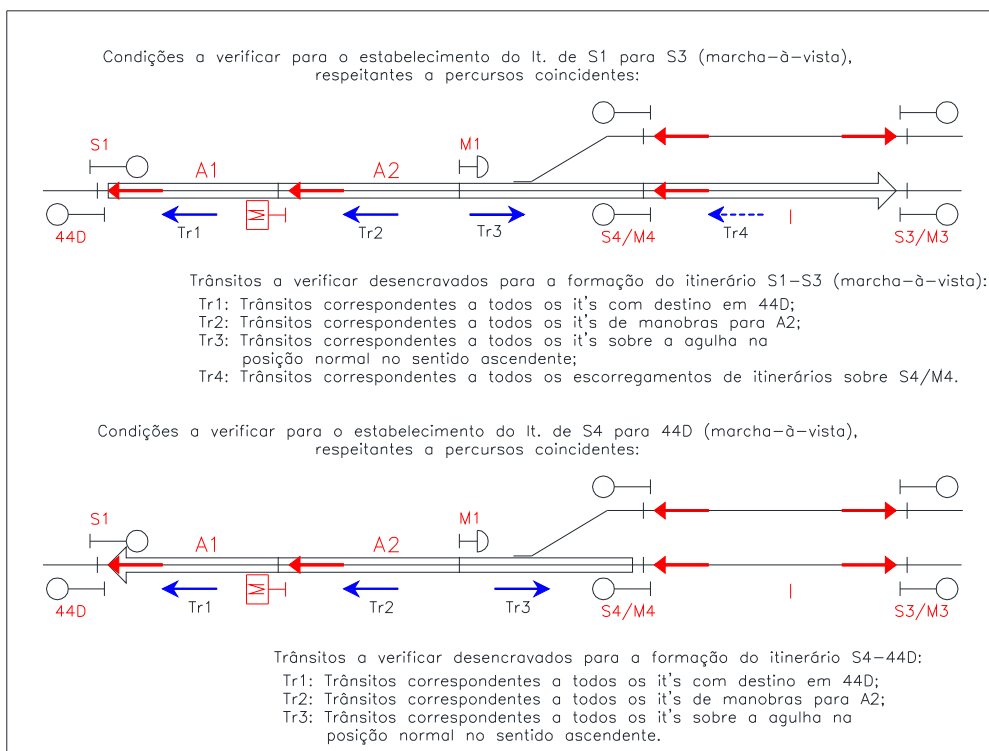 Condições a verificar para o estabelecimento do It. de S1 para S3 (marcha-à-vista),
respeitantes a percursos coincidentes:
S1
A1
A2
M1
44D
Tr1
M
Tr2
Tr3
S4/M4
Tr4
I
S3/M3
Trânsitos a verificar desencravados para a formação do itinerário S1-S3 (marcha-à-vista):
Tr1: Trânsitos correspondentes a todos os it's com destino em 44D;
Tr2: Trânsitos correspondentes a todos os it's de manobras para A2;
Tr3: Trânsitos correspondentes a todos os it's sobre a agulha na
posição normal no sentido ascendente;
Tr4: Trânsitos correspondentes a todos os escorregamentos de itinerários sobre S4/M4.
Condições a verificar para o estabelecimento do It. de S4 para 44D (marcha-à-vista),
respeitantes a percursos coincidentes:
S1
A1
A2
M1
44D
Tr1
M
Tr2
Tr3
S4/M4
I
S3/M3
Trânsitos a verificar desencravados para a formação do itinerário S4-44D:
Tr1: Trânsitos correspondentes a todos os it's com destino em 44D;
Tr2: Trânsitos correspondentes a todos os it's de manobras para A2;
Tr3: Trânsitos correspondentes a todos os it's sobre a agulha na
posição normal no sentido ascendente.